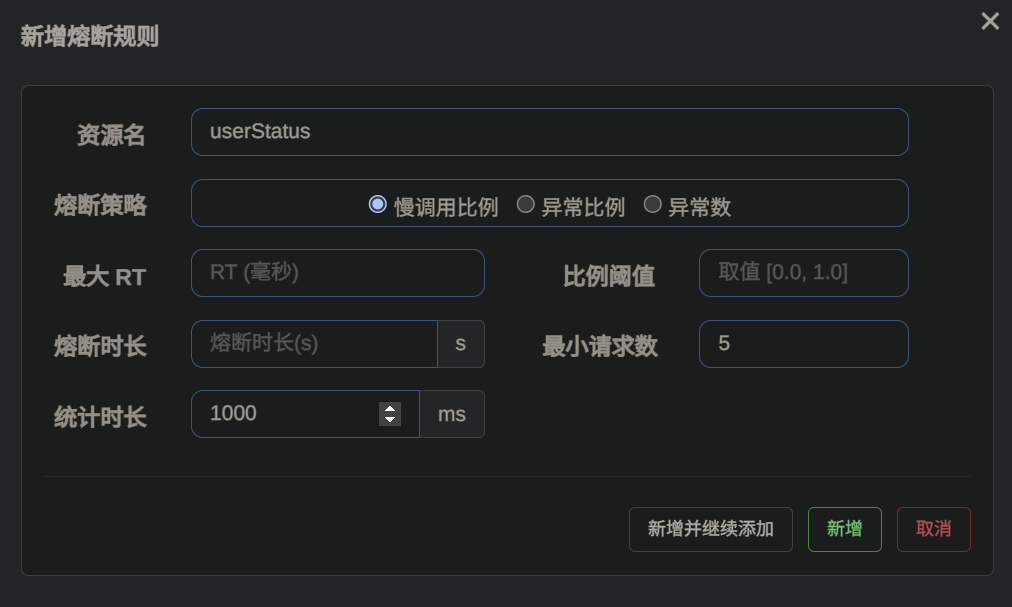 新增熔断规则
资源名 userStatus
熔断策略 慢调用比例 异常比例 异常数
最大 RT RT (毫秒) 比例阈值 取值 [0.0, 1.0]
熔断时长 熔断时长(s) s 最小请求数 5
统计时长 1000 ms
新增并继续添加 新增 取消